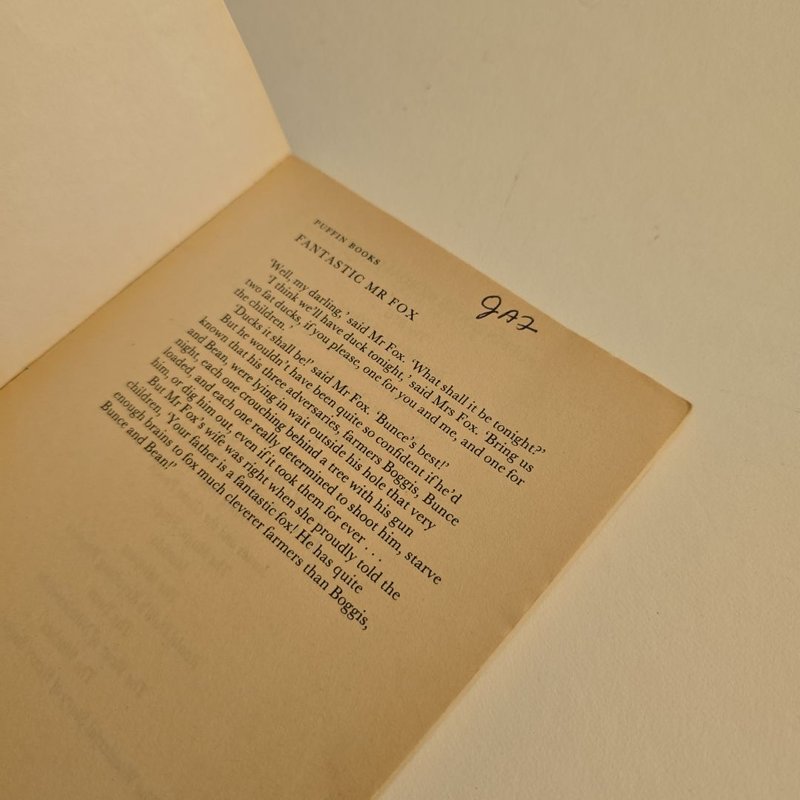 PUFFIN BOOKS
FANTASTIC MR FOX
'Well, my darling,' said Mr Fox. 'What shall it be tonight?'
'I think we'll have duck tonight, said Mrs Fox. 'Bring us
two fat ducks, if you please, one for you and me, and one for
the children.'
'Ducks it shall be!' said Mr Fox. 'Bunce's best!'
But he wouldn't have been quite so confident if he'd
known that his three adversaries, farmers Boggis, Bunce
and Bean, were lying in wait outside his hole that very
night, each one crouching behind a tree with his gun
loaded, and each one really determined to shoot him, starve
him, or dig him out, even if it took them for ever . . .
But Mr Fox's wife was right when she proudly told the
children, 'Your father is a fantastic fox! He has quite
enough brains to fox much cleverer farmers than Boggis,
Bunce and Bean!'